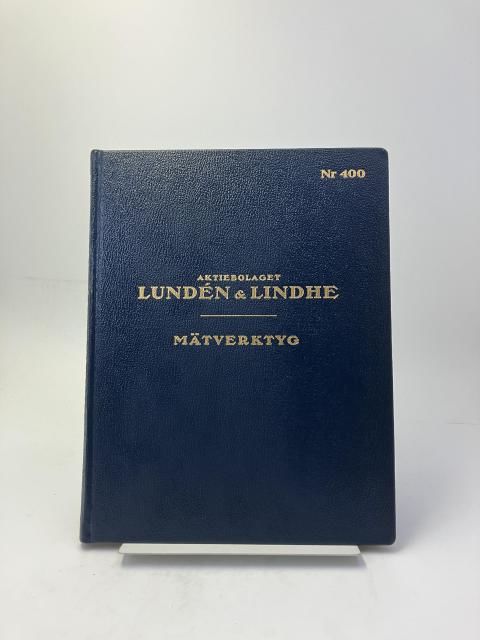 Nr 400
AKTIEBOLAGET
LUNDÉN & LINDHE
MÄTVERKTYG